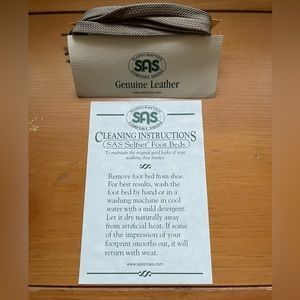 HANDCRAFTED
SAS
COMFORT SHOES
Genuine Leather
www.sasshoes.com
HANDCRAFTED
SAS
COMFORT SHOES
CLEANING INSTRUCTIONS
SAS Selfset® Foot Beds
To maintain the original good looks of your
walking shoe insoles.
Remove foot bed from shoe.
For best results, wash the
foot bed by hand or in a
washing machine in cool
water with a mild detergent.
Let it dry naturally away
from artificial heat. If some
of the impression of your
footprint smooths out, it
will return with wear.
www.sasshoes.com